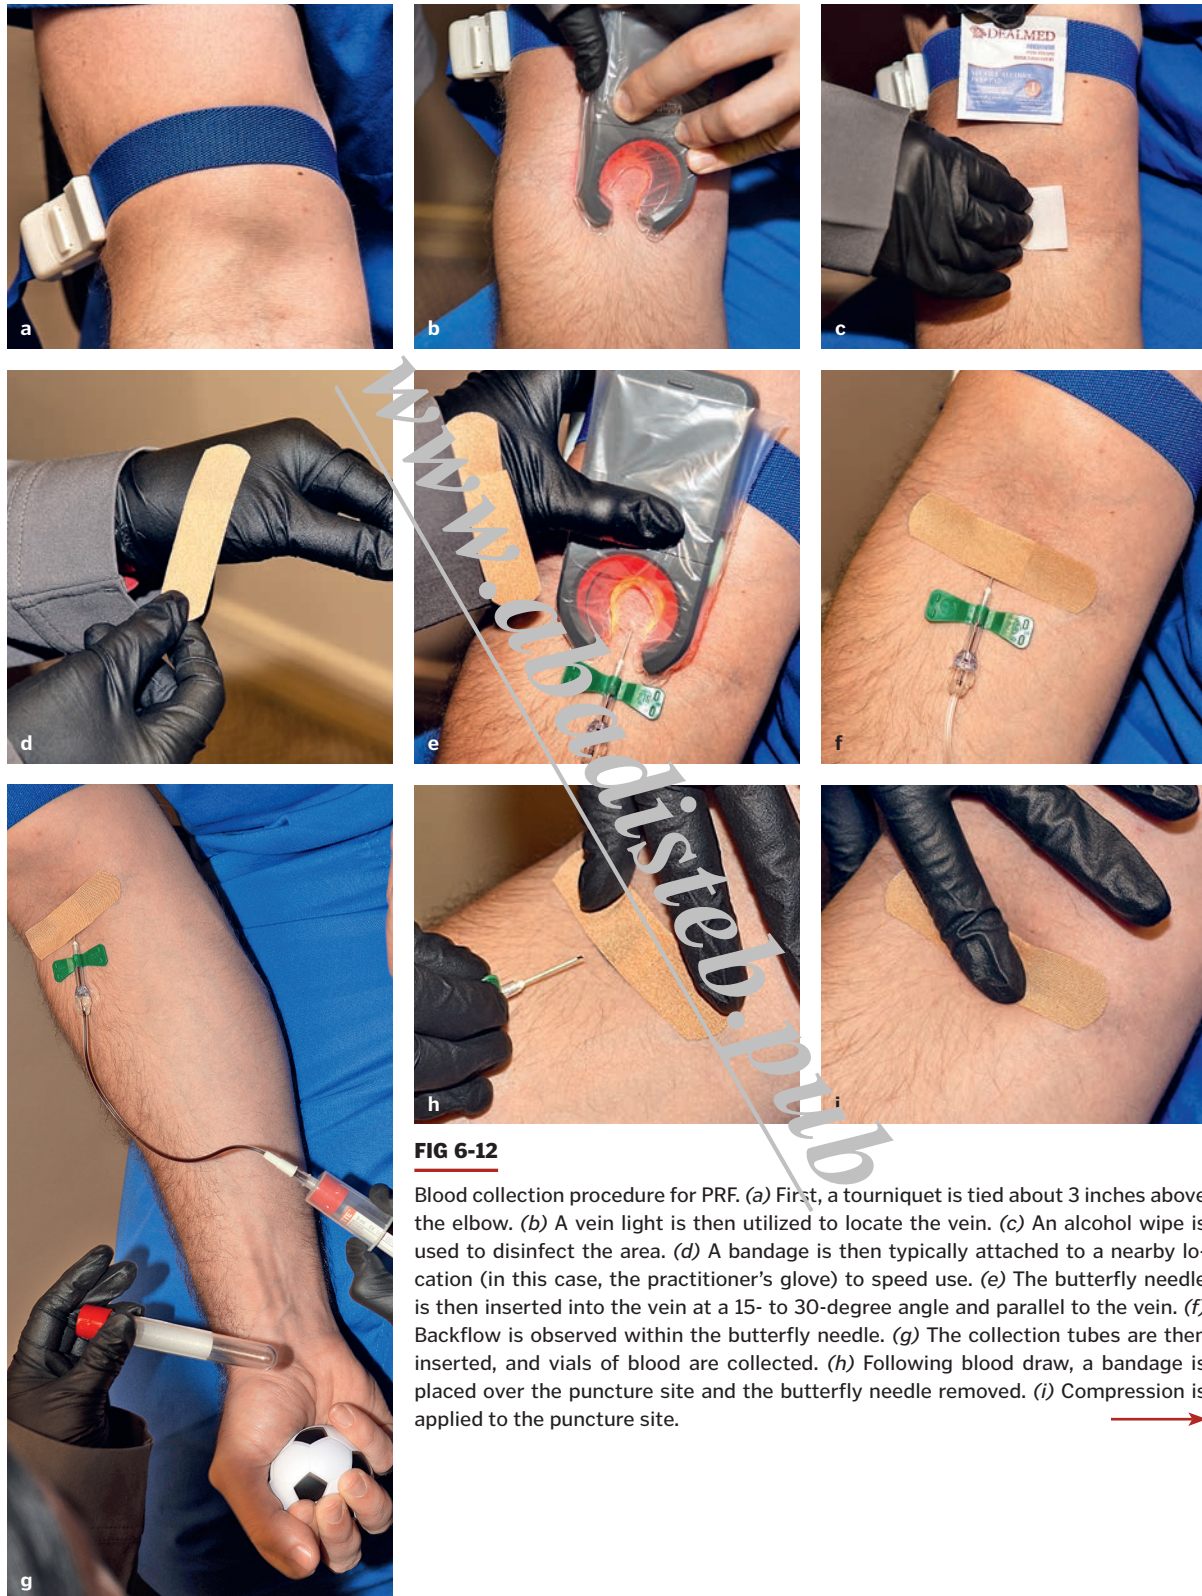 a
b
DEALMED
c
d
e
f
g
h
i
www.abadisteb.pub
FIG 6-12
Blood collection procedure for PRF. (a) First, a tourniquet is tied about 3 inches above
the elbow. (b) A vein light is then utilized to locate the vein. (c) An alcohol wipe is
used to disinfect the area. (d) A bandage is then typically attached to a nearby lo-
cation (in this case, the practitioner's glove) to speed use. (e) The butterfly needle
is then inserted into the vein at a 15- to 30-degree angle and parallel to the vein. (f)
Backflow is observed within the butterfly needle. (g) The collection tubes are then
inserted, and vials of blood are collected. (h) Following blood draw, a bandage is
placed over the puncture site and the butterfly needle removed. (i) Compression is
applied to the puncture site.